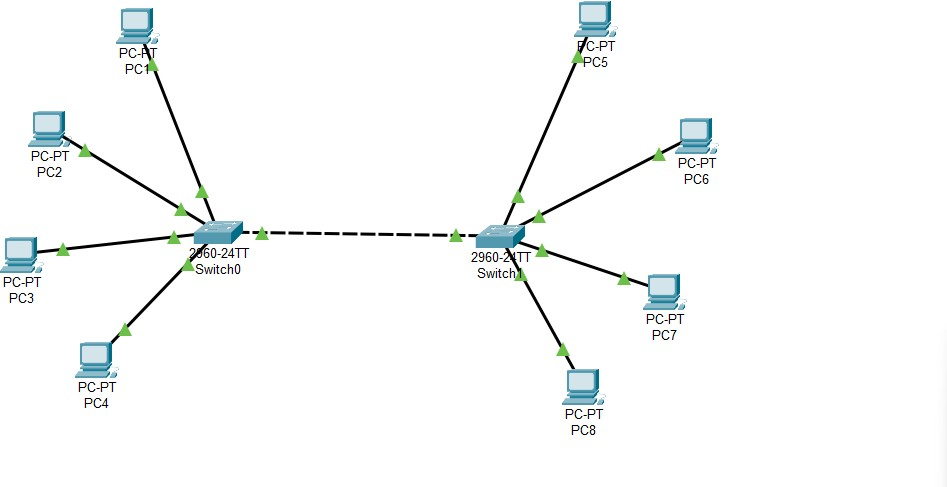 PC-PT
PC1
PC-PT
PC2
PC-PT
PC3
PC-PT
PC4
2960-24TT
Switch0
2960-24TT
Switch1
PC-PT
PC5
PC-PT
PC6
PC-PT
PC7
PC-PT
PC8